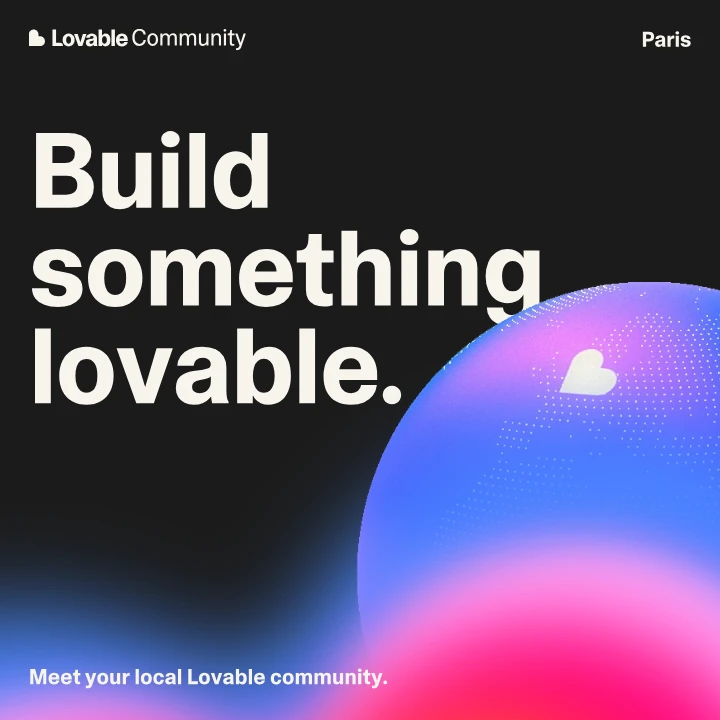 Lovable Community
Paris
Build
something
lovable.
Meet your local Lovable community.